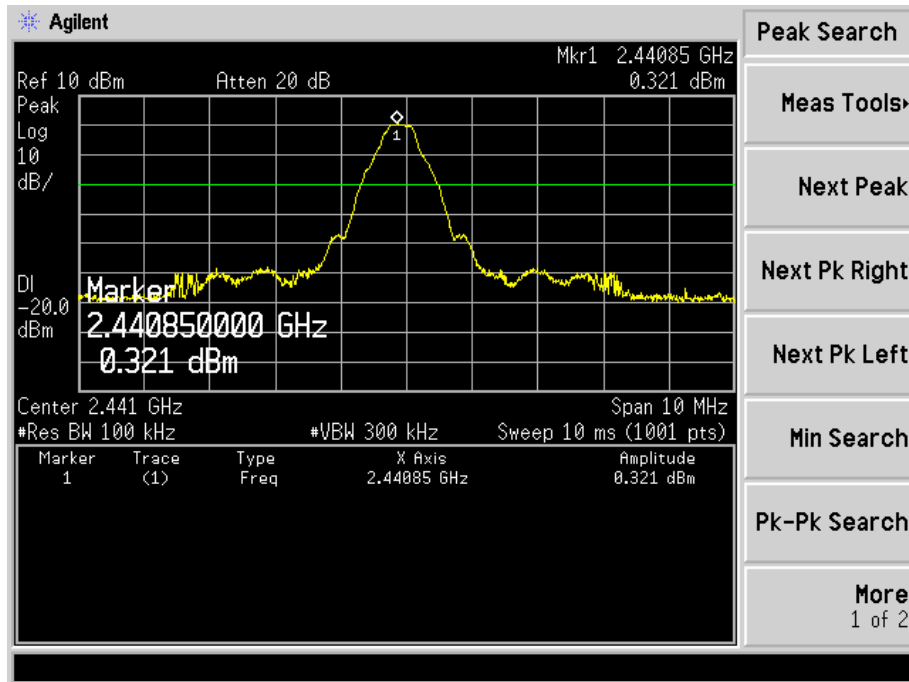 Agilent
Peak Search
Mkr1 2.44085 GHz
Ref 10 dBm Atten 20 dB 0.321 dBm
Peak
Log
10
dB/
1
DI
-20.0
dBm
Marker
2.440850000 GHz
0.321 dBm
Center 2.441 GHz Span 10 MHz
#Res BW 100 kHz #VBW 300 kHz Sweep 10 ms (1001 pts)
Marker Trace Type X Axis Amplitude
1 (1) Freq 2.44085 GHz 0.321 dBm
Meas Tools
Next Peak
Next Pk Right
Next Pk Left
Min Search
Pk-Pk Search
More
1 of 2